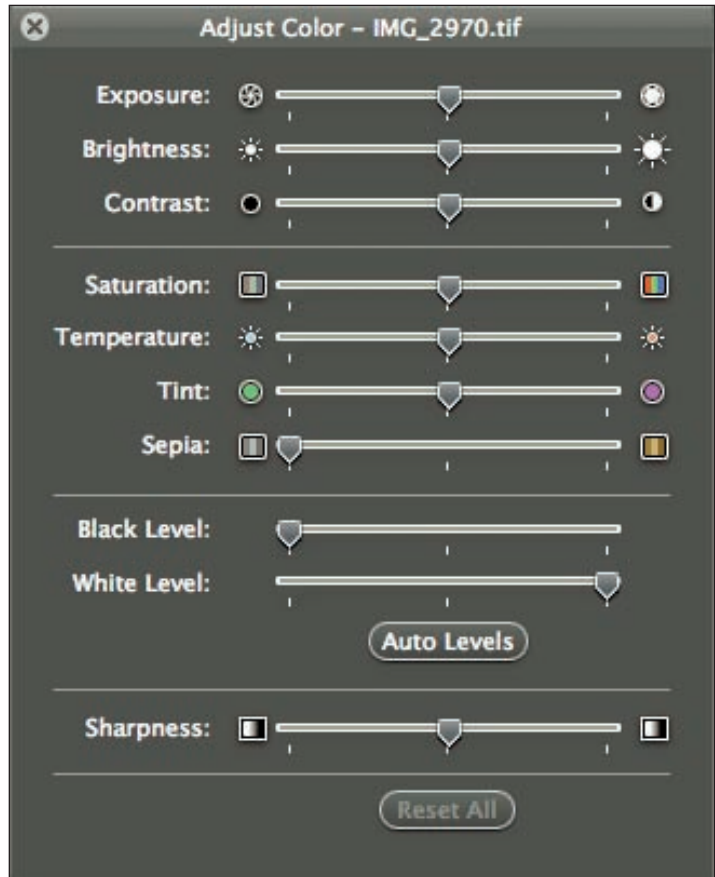 Adjust Color – IMG_2970.tif
Exposure:
Brightness:
Contrast:
Saturation:
Temperature:
Tint:
Sepia:
Black Level:
White Level:
Auto Levels
Sharpness:
Reset All